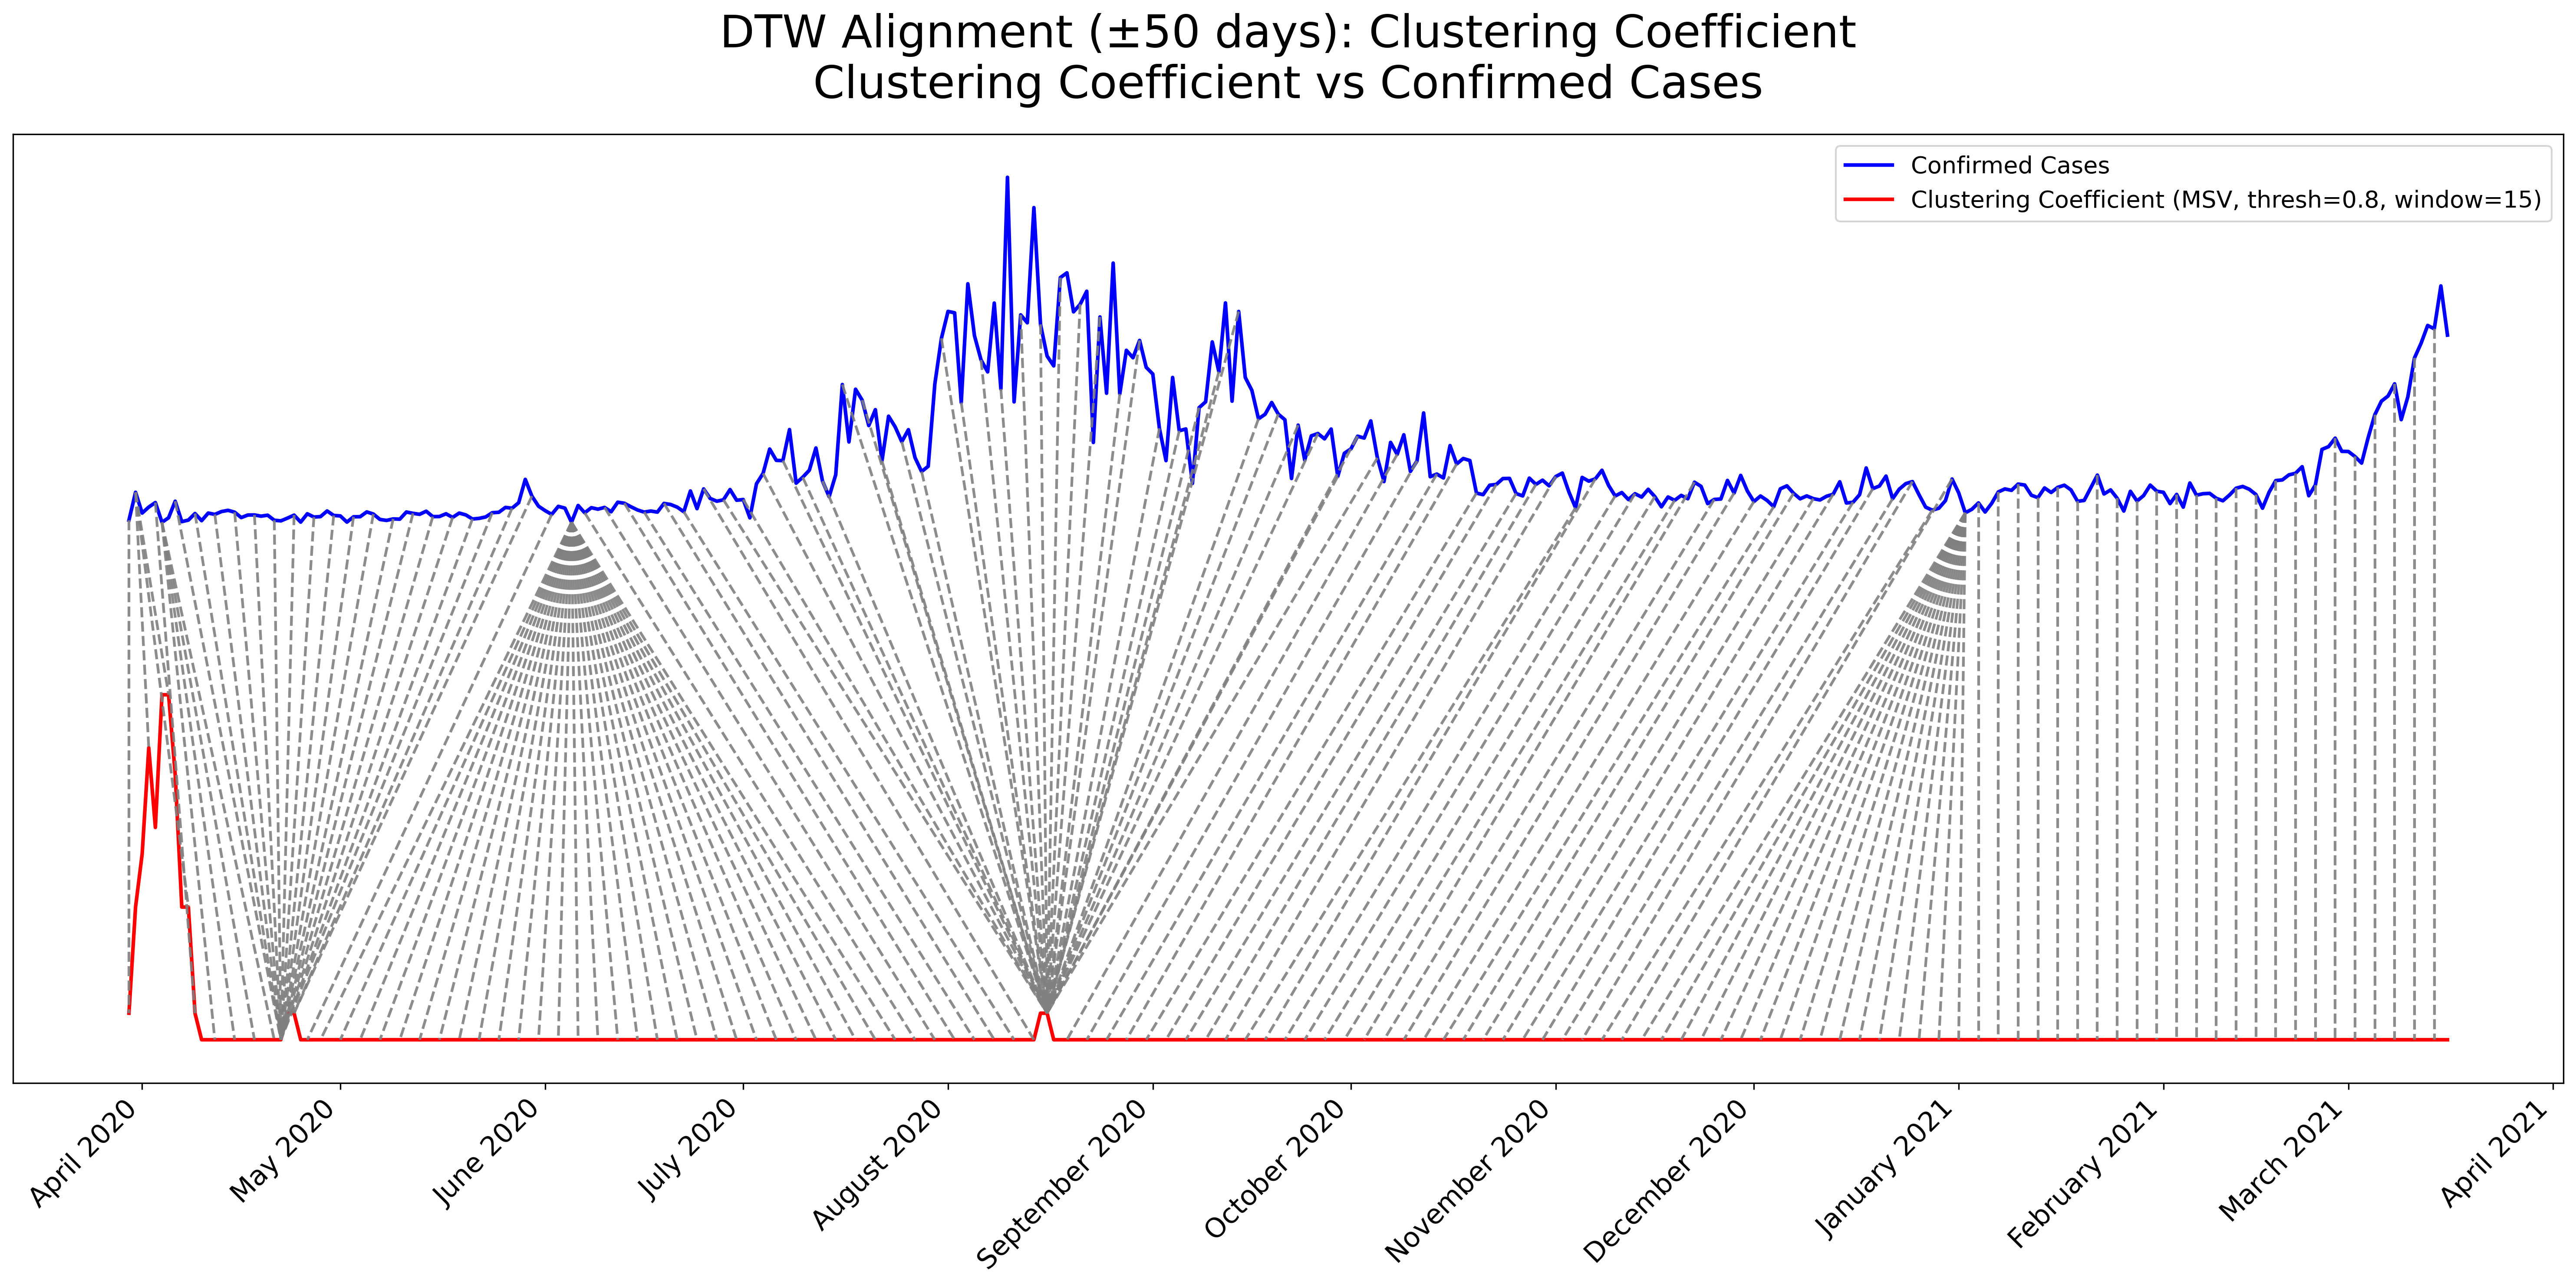 DTW Alignment (±50 days): Clustering Coefficient
Clustering Coefficient vs Confirmed Cases
Confirmed Cases
Clustering Coefficient (MSV, thresh=0.8, window=15)
April 2020
May 2020
June 2020
July 2020
August 2020
September 2020
October 2020
November 2020
December 2020
January 2021
February 2021
March 2021
April 2021